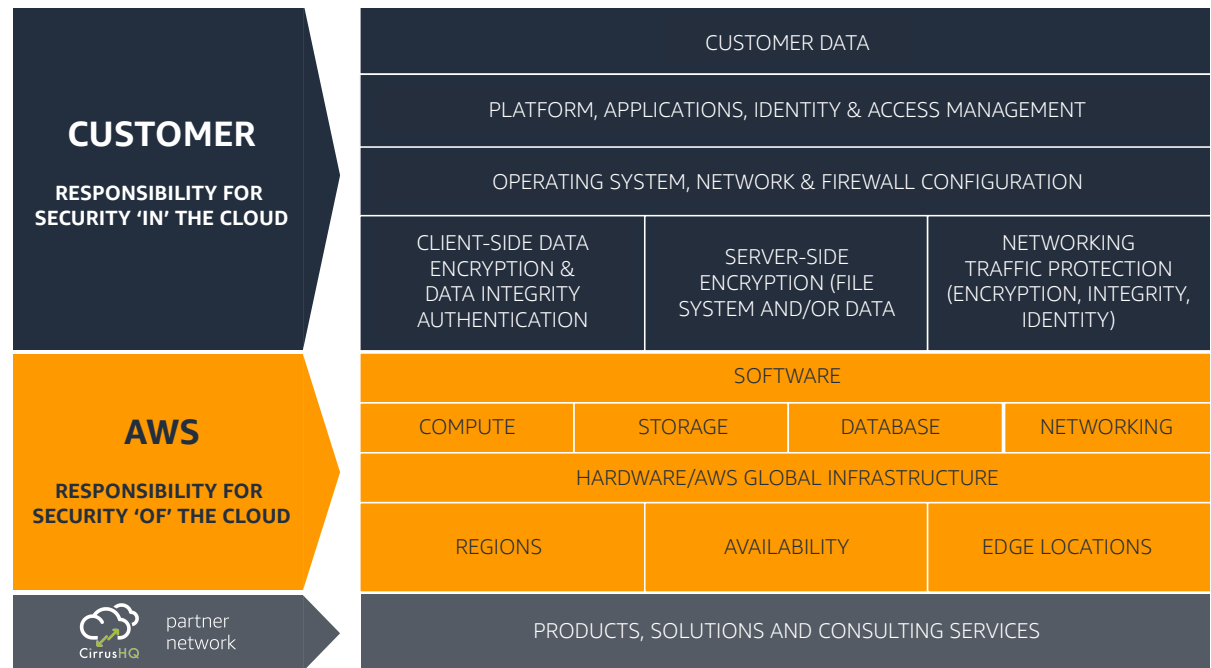 CUSTOMER
RESPONSIBILITY FOR
SECURITY ‘IN’ THE CLOUD
CUSTOMER DATA
PLATFORM, APPLICATIONS, IDENTITY & ACCESS MANAGEMENT
OPERATING SYSTEM, NETWORK & FIREWALL CONFIGURATION
CLIENT-SIDE DATA
ENCRYPTION &
DATA INTEGRITY
AUTHENTICATION
SERVER-SIDE
ENCRYPTION (FILE
SYSTEM AND/OR DATA
NETWORKING
TRAFFIC PROTECTION
(ENCRYPTION, INTEGRITY,
IDENTITY)
AWS
RESPONSIBILITY FOR
SECURITY ‘OF’ THE CLOUD
SOFTWARE
COMPUTE
STORAGE
DATABASE
NETWORKING
HARDWARE/AWS GLOBAL INFRASTRUCTURE
REGIONS
AVAILABILITY
EDGE LOCATIONS
CirrusHQ
partner
network
PRODUCTS, SOLUTIONS AND CONSULTING SERVICES